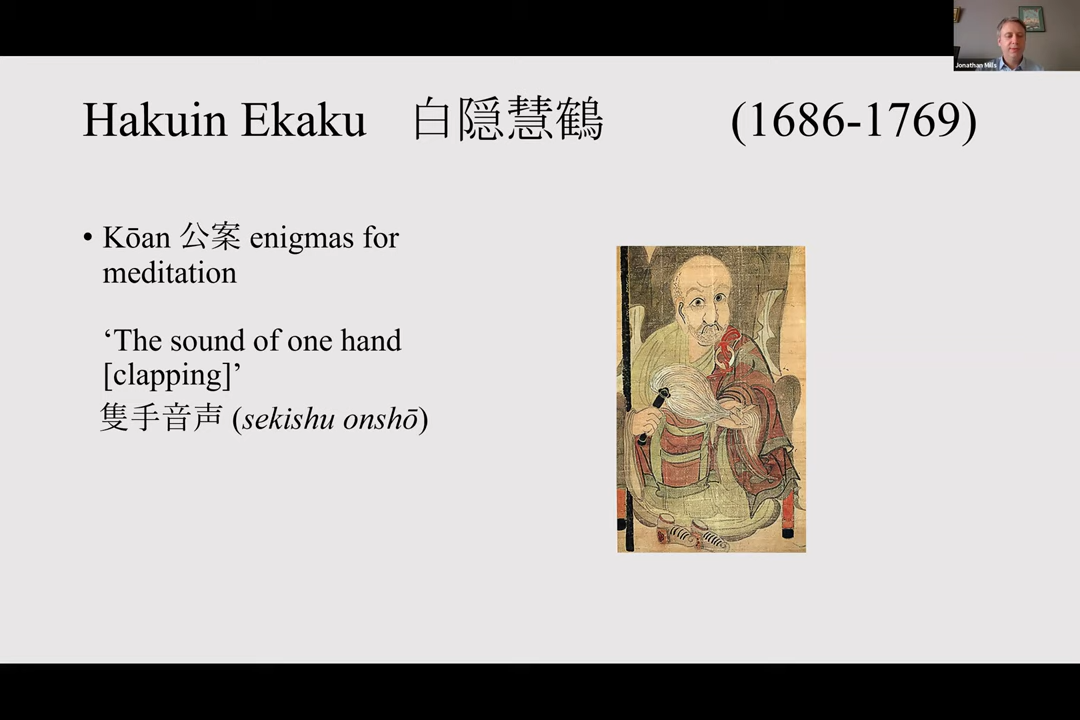 Jonathan Mills
Hakuin Ekaku 白隠慧鶴 (1686-1769)
• Kōan 公案 enigmas for
meditation
‘The sound of one hand
[clapping]’
隻手音声 (sekishu onshō)